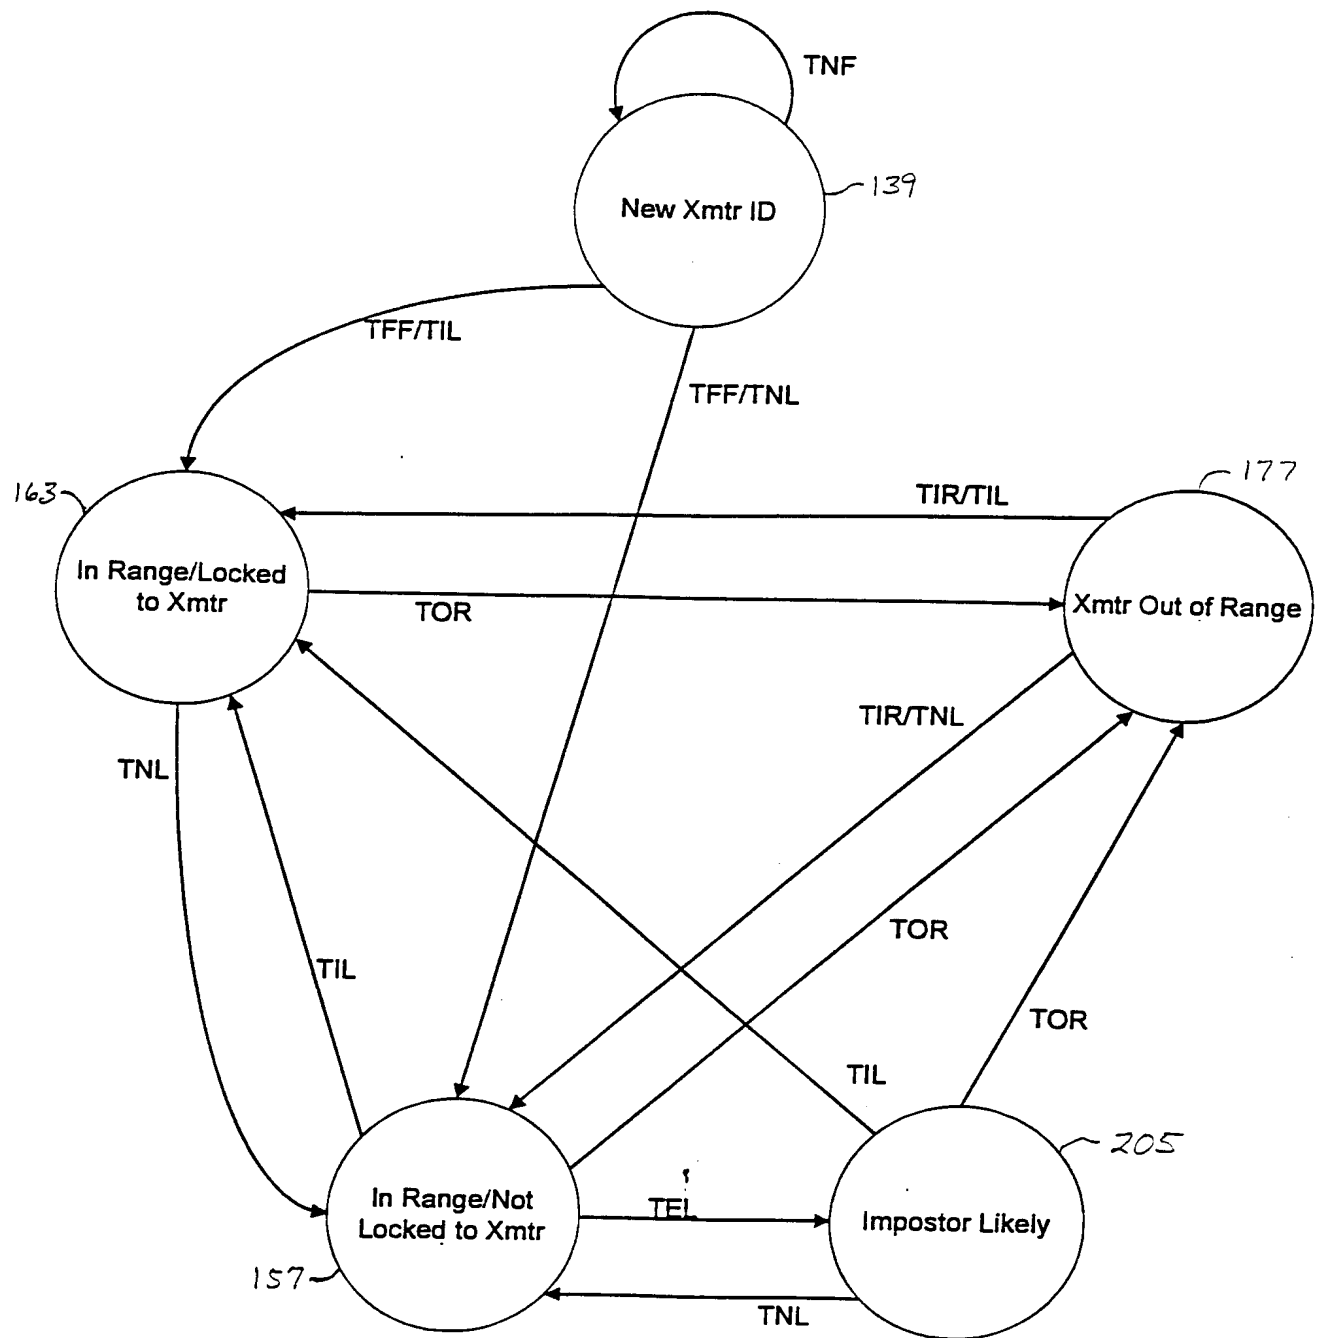 TNF
139
New Xmtr ID
TFF/TIL
TFF/TNL
177
163
TIR/TIL
In Range/Locked
to Xmtr
Xmtr Out of Range
TOR
TIR/TNL
TNL
TOR
TIL
TOR
TIL
205
In Range/Not
Locked to Xmtr
TEL
Impostor Likely
157
TNL